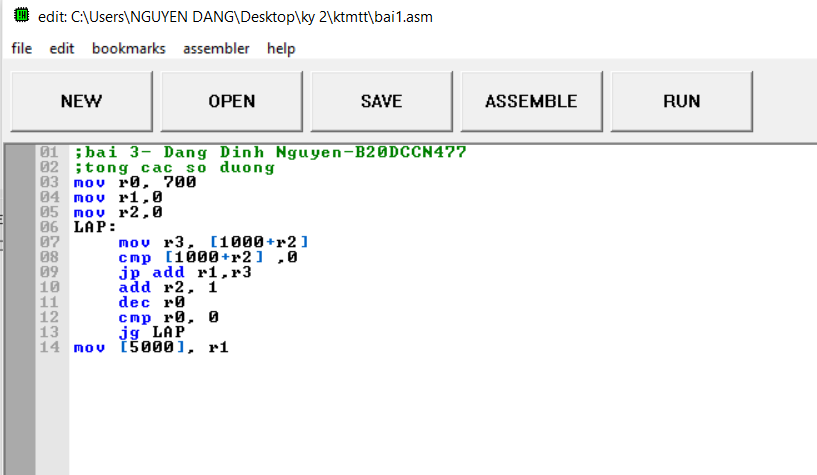 edit: C:\Users\NGUYEN DANG\Desktop\ky 2\ktmtt\bai1.asm
file edit bookmarks assembler help
NEW OPEN SAVE ASSEMBLE RUN
01 ;bai 3- Dang Dinh Nguyen-B20DCCN477
02 ;tong cac so duong
03 mov r0, 700
04 mov r1,0
05 mov r2,0
06 LAP:
07 mov r3, [1000+r2]
08 cmp [1000+r2] ,0
09 jp add r1,r3
10 add r2, 1
11 dec r0
12 cmp r0, 0
13 jg LAP
14 mov [5000], r1